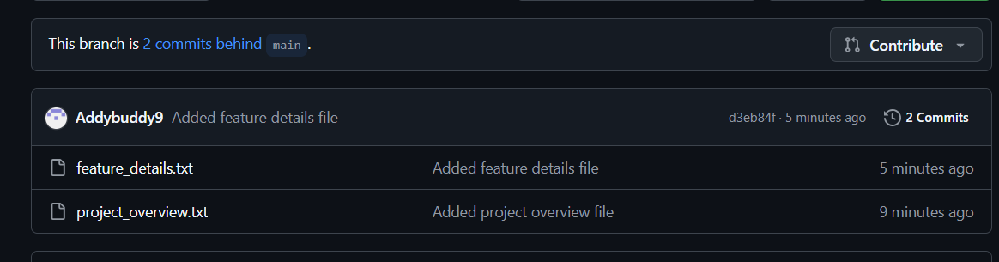 This branch is 2 commits behind main.
Contribute
Addybuddy9 Added feature details file d3eb84f · 5 minutes ago 2 Commits
feature_details.txt Added feature details file 5 minutes ago
project_overview.txt Added project overview file 9 minutes ago